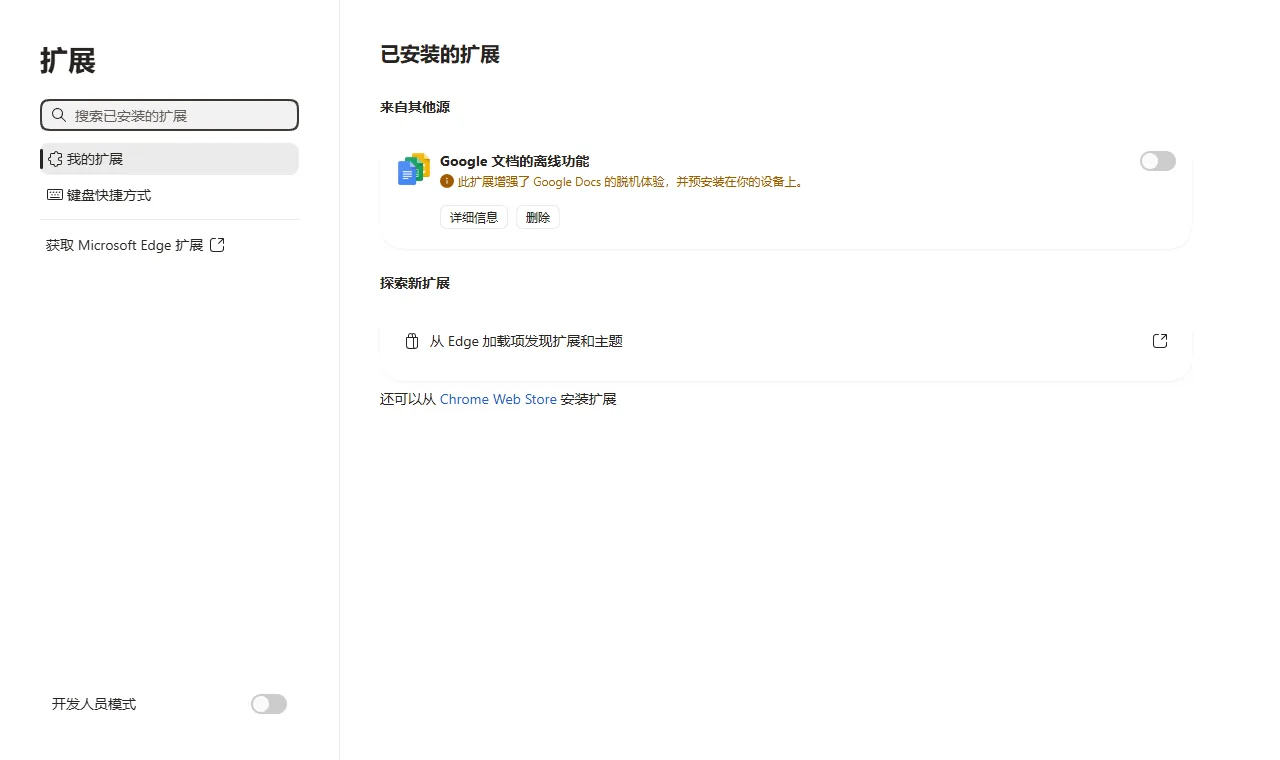 扩展
搜索已安装的扩展
我的扩展
键盘快捷方式
获取 Microsoft Edge 扩展
开发人员模式
已安装的扩展
来自其他源
Google 文档的离线功能
此扩展增强了 Google Docs 的脱机体验，并预安装在你的设备上。
详细信息 删除
探索新扩展
从 Edge 加载项发现扩展和主题
还可以从 Chrome Web Store 安装扩展